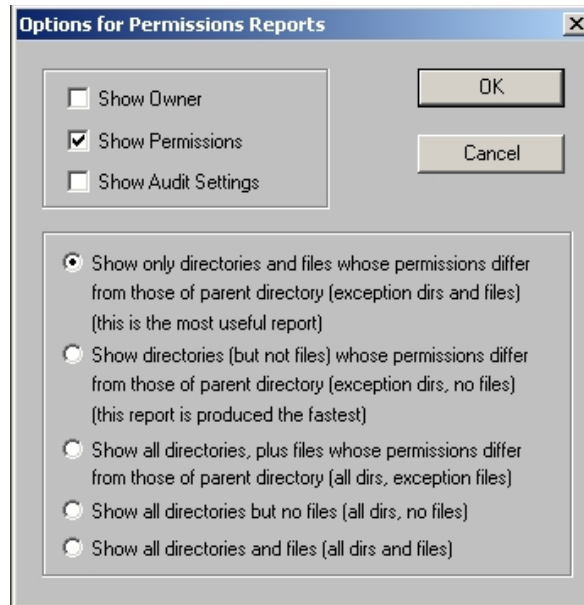 Options for Permissions Reports
Show Owner
Show Permissions
Show Audit Settings
OK
Cancel
Show only directories and files whose permissions differ
from those of parent directory (exception dirs and files)
(this is the most useful report)
Show directories (but not files) whose permissions differ
from those of parent directory (exception dirs, no files)
(this report is produced the fastest)
Show all directories, plus files whose permissions differ
from those of parent directory (all dirs, exception files)
Show all directories but no files (all dirs, no files)
Show all directories and files (all dirs and files)